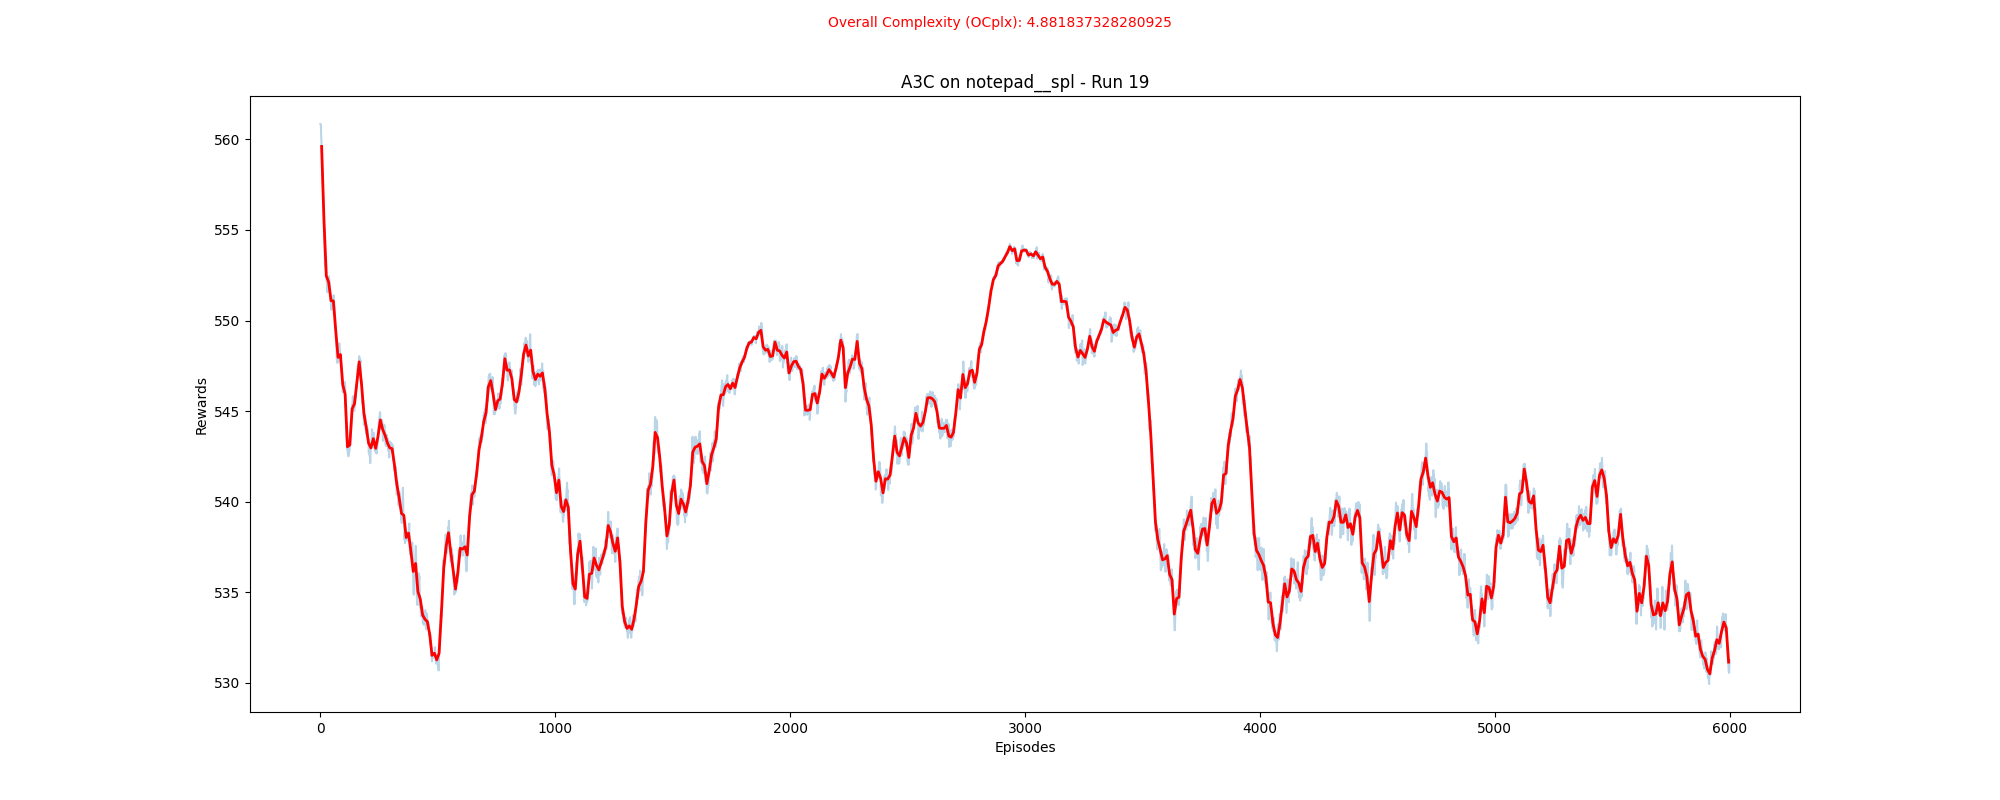 Overall Complexity (OCplx): 4.881837328280925
A3C on notepad__spl - Run 19
Rewards
560
555
550
545
540
535
530
0 1000 2000 3000 4000 5000 6000
Episodes